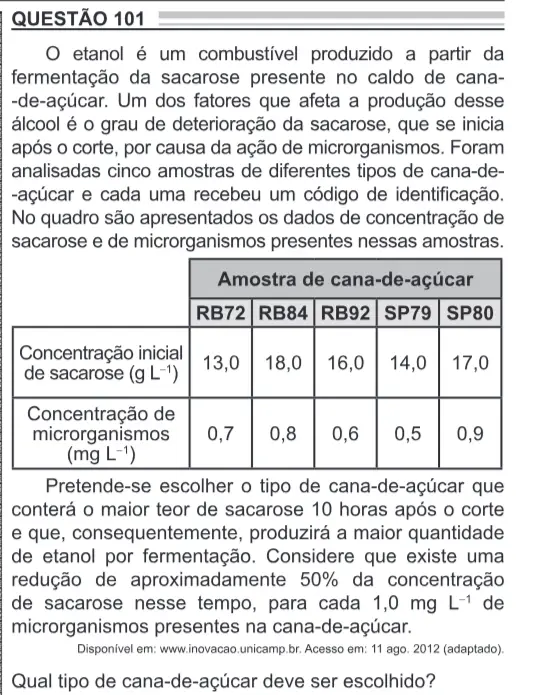 QUESTÃO 101
O etanol é um combustível produzido a partir da
fermentação da sacarose presente no caldo de cana-
-de-açúcar. Um dos fatores que afeta a produção desse
álcool é o grau de deterioração da sacarose, que se inicia
após o corte, por causa da ação de microrganismos. Foram
analisadas cinco amostras de diferentes tipos de cana-de-
-açúcar e cada uma recebeu um código de identificação.
No quadro são apresentados os dados de concentração de
sacarose e de microrganismos presentes nessas amostras.
Amostra de cana-de-açúcar
RB72 RB84 RB92 SP79 SP80
Concentração inicial
de sacarose (g L⁻¹) 13,0 18,0 16,0 14,0 17,0
Concentração de
microrganismos 0,7 0,8 0,6 0,5 0,9
(mg L⁻¹)
Pretende-se escolher o tipo de cana-de-açúcar que
conterá o maior teor de sacarose 10 horas após o corte
e que, consequentemente, produzirá a maior quantidade
de etanol por fermentação. Considere que existe uma
redução de aproximadamente 50% da concentração
de sacarose nesse tempo, para cada 1,0 mg L⁻¹ de
microrganismos presentes na cana-de-açúcar.
Disponível em: www.inovacao.unicamp.br. Acesso em: 11 ago. 2012 (adaptado).
Qual tipo de cana-de-açúcar deve ser escolhido?